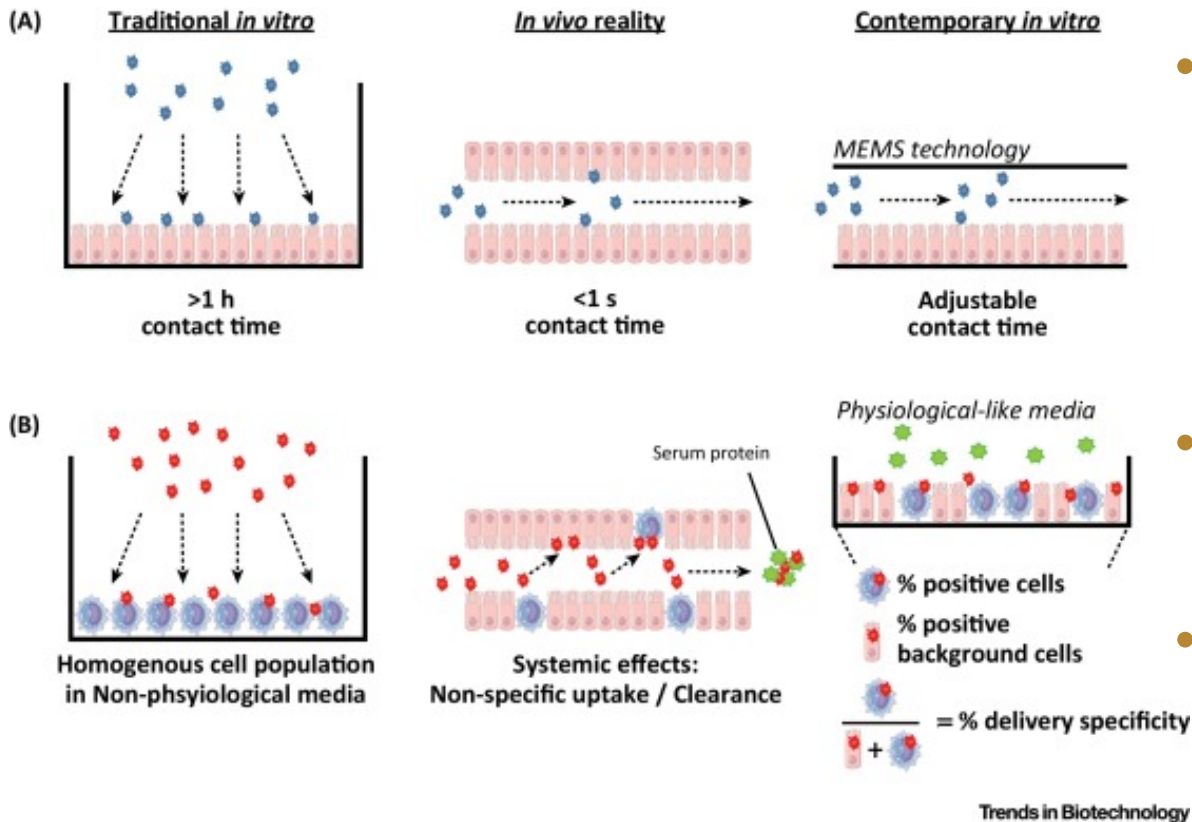 (A)
Traditional in vitro
In vivo reality
Contemporary in vitro
MEMS technology
>1 h
contact time
<1 s
contact time
Adjustable
contact time
(B)
Physiological-like media
Serum protein
Homogenous cell population
in Non-phsyiological media
Systemic effects:
Non-specific uptake / Clearance
% positive cells
% positive
background cells
+
= % delivery specificity
Trends in Biotechnology